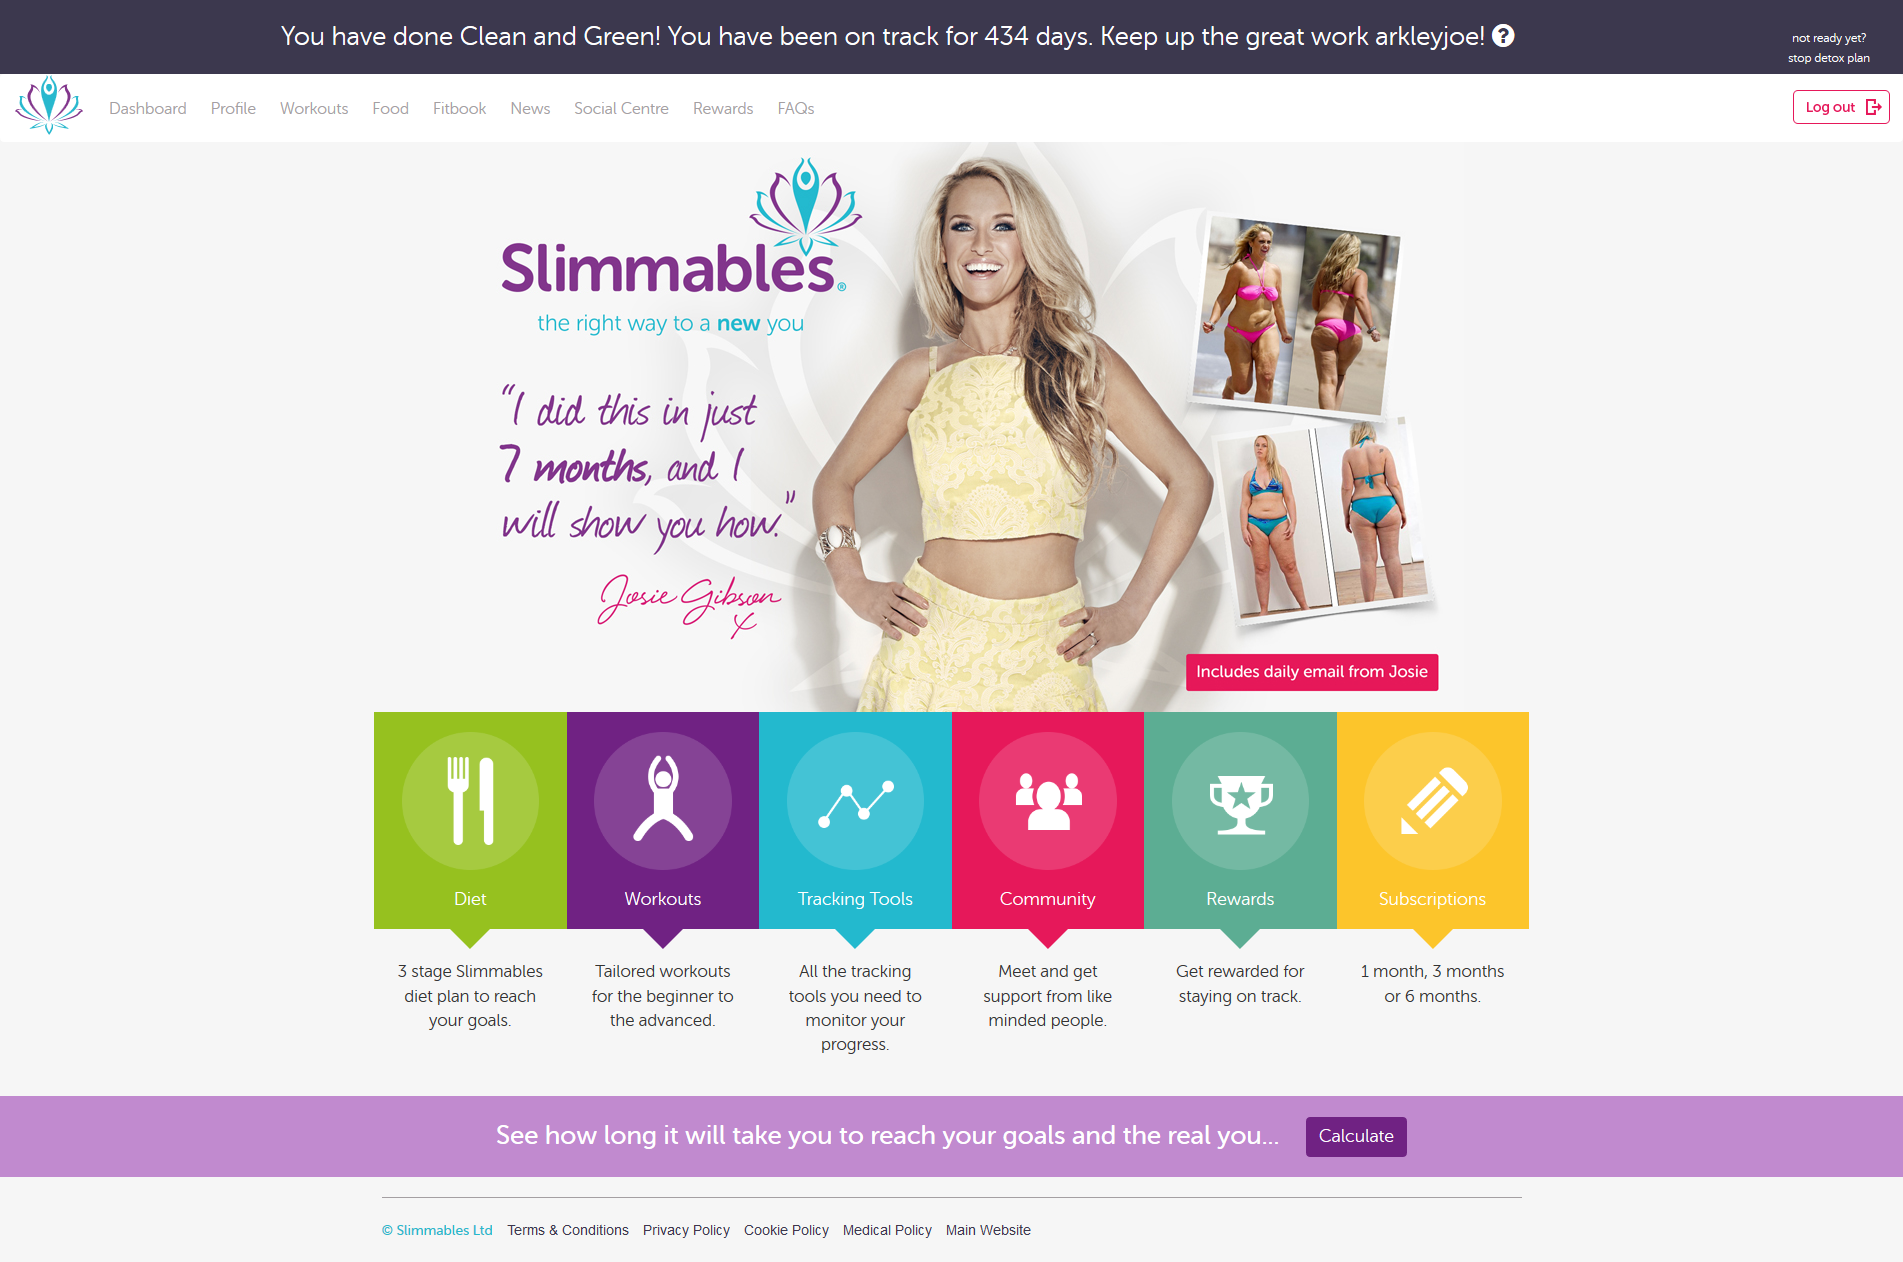 You have done Clean and Green! You have been on track for 434 days. Keep up the great work arkleyjoe!
not ready yet?
stop detox plan
Dashboard Profile Workouts Food Fitbook News Social Centre Rewards FAQs
Log out
Slimmables®
the right way to a new you
“I did this in just
7 months, and I
will show you how.”
Josie Gibson
x
Includes daily email from Josie
Diet
Workouts
Tracking Tools
Community
Rewards
Subscriptions
3 stage Slimmables
diet plan to reach
your goals.
Tailored workouts
for the beginner to
the advanced.
All the tracking
tools you need to
monitor your
progress.
Meet and get
support from like
minded people.
Get rewarded for
staying on track.
1 month, 3 months
or 6 months.
See how long it will take you to reach your goals and the real you...
Calculate
© Slimmables Ltd Terms & Conditions Privacy Policy Cookie Policy Medical Policy Main Website